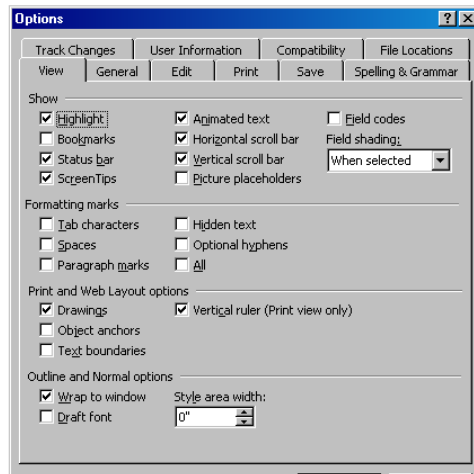 Options
Track Changes User Information Compatibility File Locations
View General Edit Print Save Spelling & Grammar
Show
Highlight Animated text Field codes
Bookmarks Horizontal scroll bar Field shading:
Status bar Vertical scroll bar When selected
ScreenTips Picture placeholders
Formatting marks
Tab characters Hidden text
Spaces Optional hyphens
Paragraph marks All
Print and Web Layout options
Drawings Vertical ruler (Print view only)
Object anchors
Text boundaries
Outline and Normal options
Wrap to window Style area width:
Draft font 0"